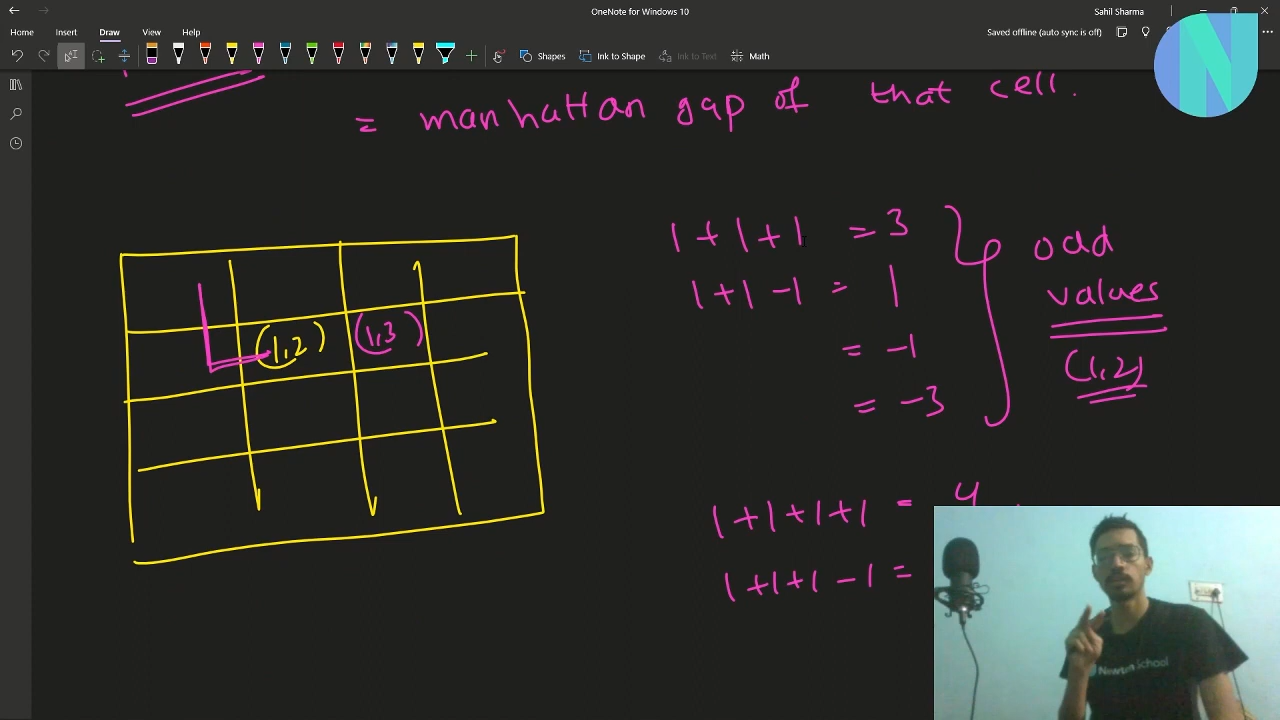 OneNote for Windows 10
Sahil Sharma
Home Insert Draw View Help
Saved offline (auto sync is off)
Shapes Ink to Shape Ink to Text Math
= manhattan gap of that cell.
1+1+1 = 3
1+1-1 = 1
= -1
= -3
odd
values
(1,2)
(1,2) (1,3)
1+1+1+1 = 4
1+1+1-1 =
Newton School